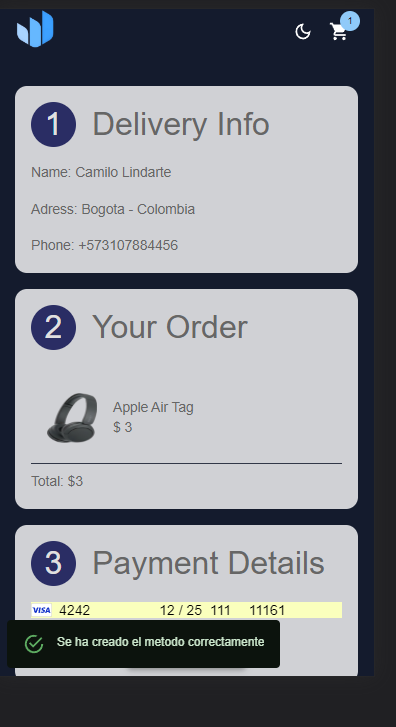 1
1 Delivery Info
Name: Camilo Lindarte
Adress: Bogota - Colombia
Phone: +573107884456
2 Your Order
Apple Air Tag
$ 3
Total: $3
3 Payment Details
VISA 4242 12 / 25 111 11161
Se ha creado el metodo correctamente